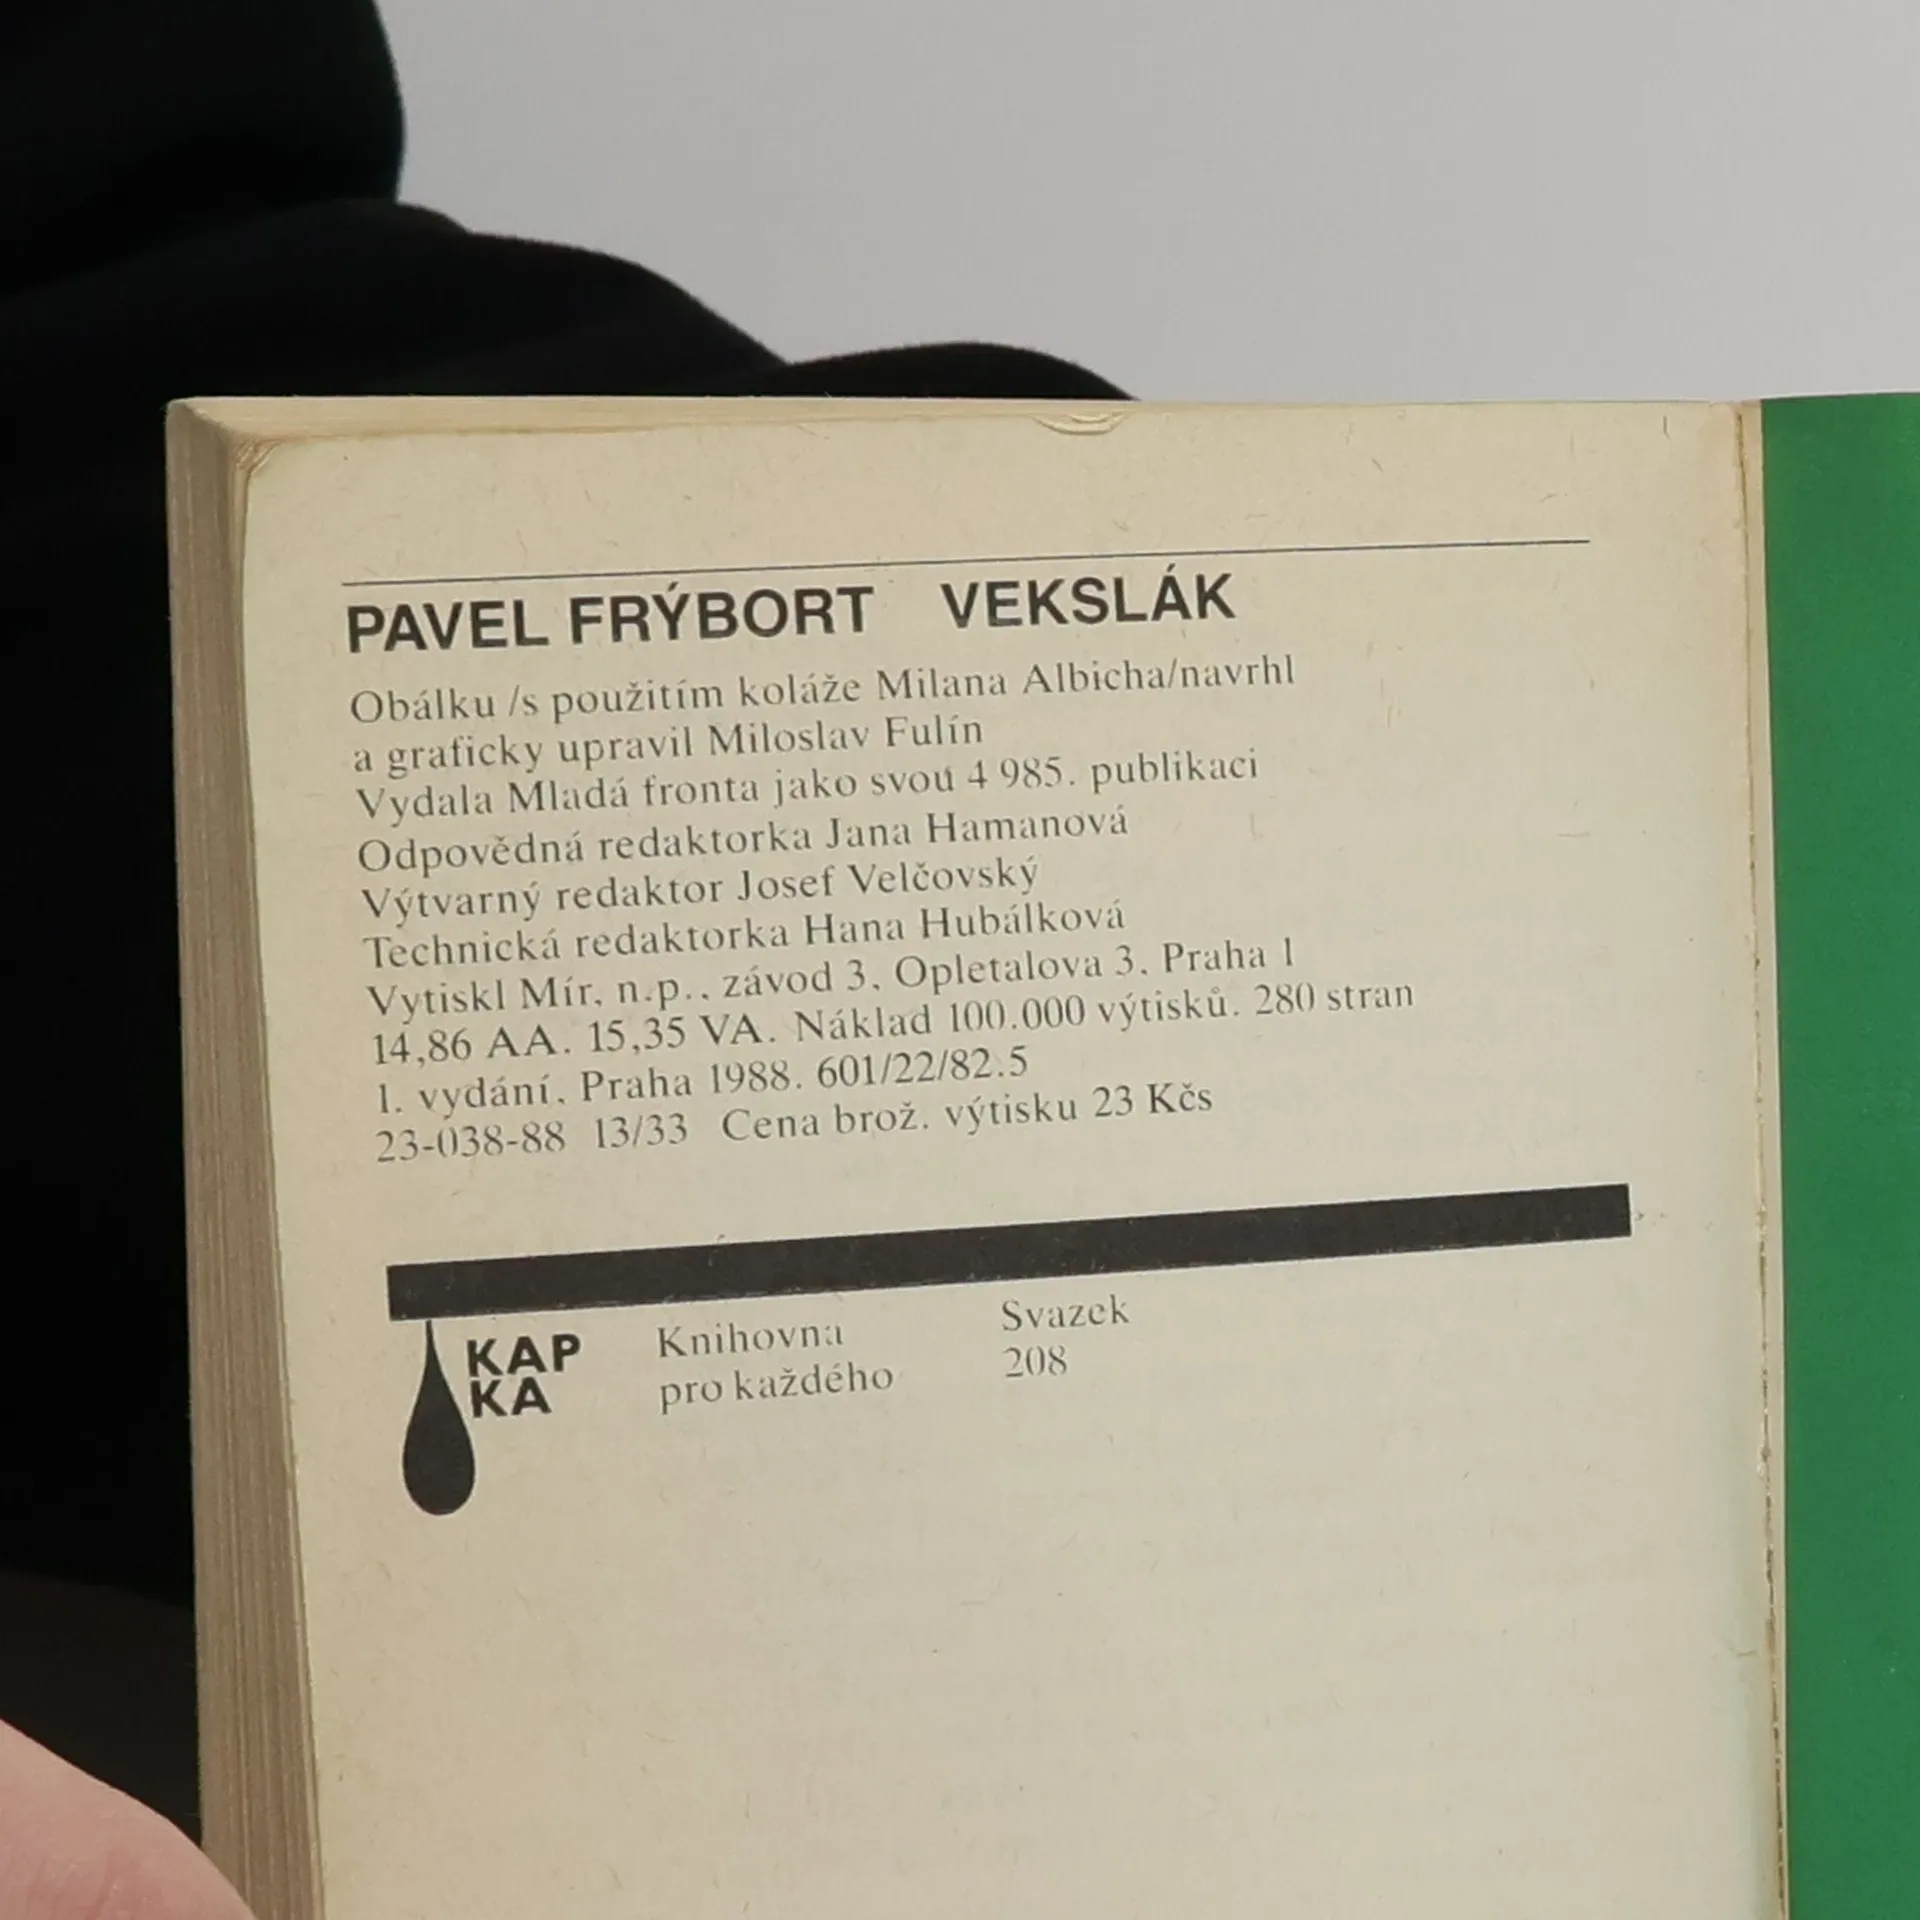 PAVEL FRÝBORT VEKSLÁK
Obálku /s použitím koláže Milana Albicha/navrhl
a graficky upravil Miloslav Fulín
Vydala Mladá fronta jako svou 4 985. publikaci
Odpovědná redaktorka Jana Hamanová
Výtvarný redaktor Josef Velčovský
Technická redaktorka Hana Hubálková
Vytiskl Mír, n.p., závod 3, Opletalova 3, Praha 1
14,86 AA. 15,35 VA. Náklad 100.000 výtisků. 280 stran
1. vydání. Praha 1988. 601/22/82.5
23-038-88 13/33 Cena brož. výtisku 23 Kčs
KAP
KA
Knihovna
pro každého
Svazek
208